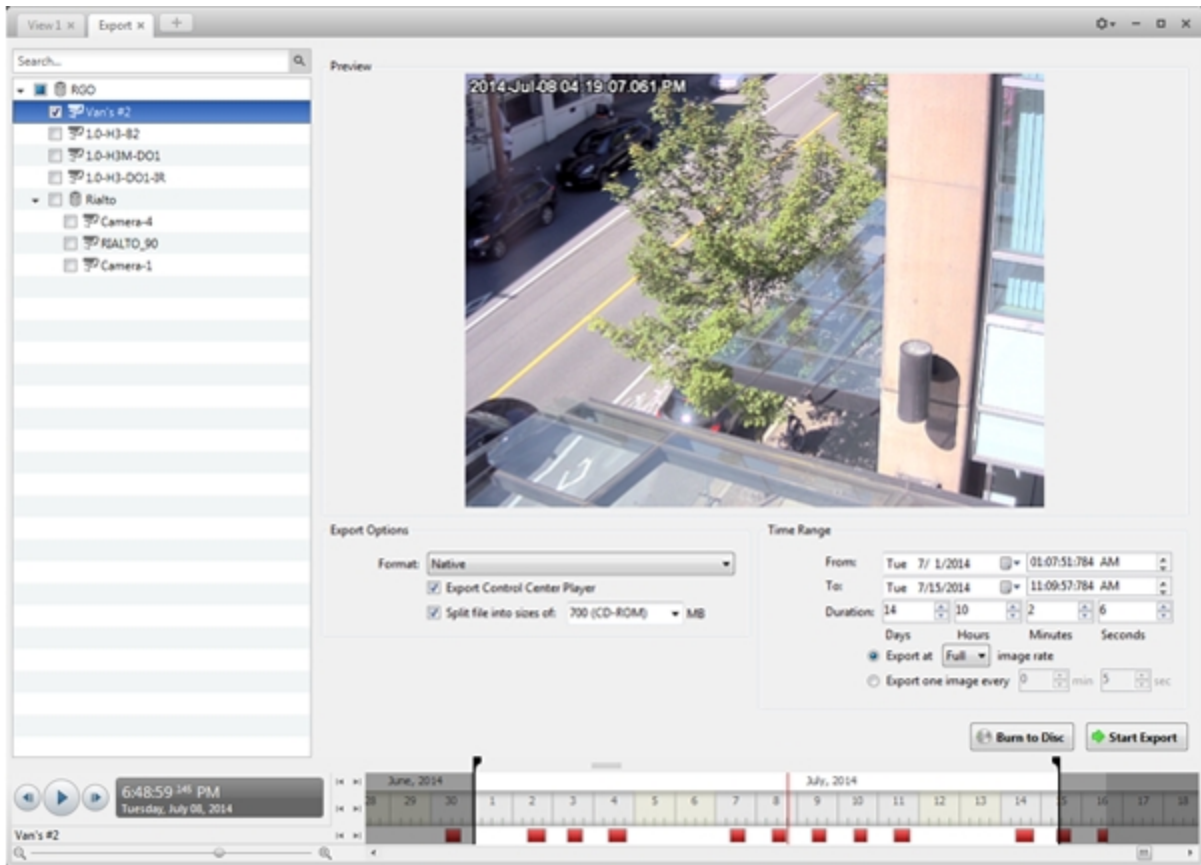 View 1 ×
Export ×
+
Search...
RGO
Van's #2
1.0-H3-B2
1.0-H3M-DO1
1.0-H3-DO1-IR
Rialto
Camera-4
RIALTO_90
Camera-1
Preview
2014-Jul-08 04 19 07.061 PM
Export Options
Format: Native
Export Control Center Player
Split file into sizes of: 700 (CD-ROM) MB
Time Range
From: Tue 7/ 1/2014 01:07:51:784 AM
To: Tue 7/15/2014 11:09:57:784 AM
Duration: 14 10 2 6
Days Hours Minutes Seconds
Export at Full image rate
Export one image every 0 min 5 sec
Burn to Disc
Start Export
6:48:59.145 PM
Tuesday, July 08, 2014
June, 2014 July, 2014
28 29 30 1 2 3 4 5 6 7 8 9 10 11 12 13 14 15 16 17 18
Van's #2